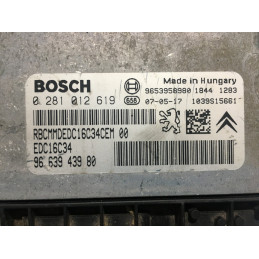 BOSCH
Made in Hungary
9653958980 1844 1283
0 281 012 619
658 07-05-17 1039S15661
RBCMMDEDC16C34CEM 00
EDC16C34
96 639 439 80